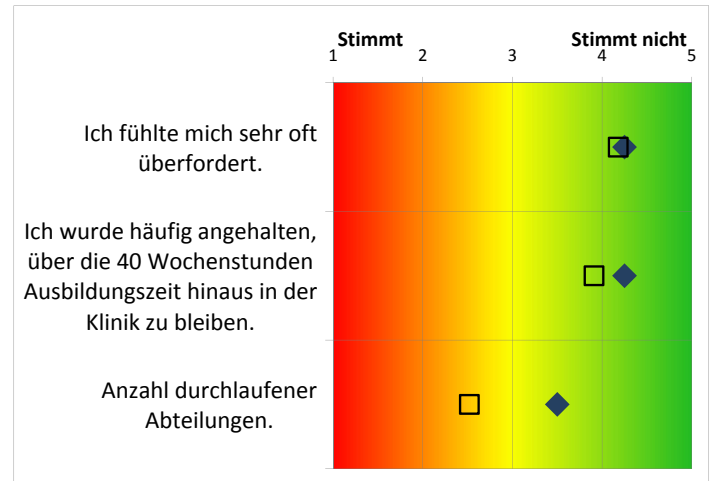 Stimmt Stimmt nicht
1 2 3 4 5
Ich fühlte mich sehr oft
überfordert.
Ich wurde häufig angehalten,
über die 40 Wochenstunden
Ausbildungszeit hinaus in der
Klinik zu bleiben.
Anzahl durchlaufener
Abteilungen.